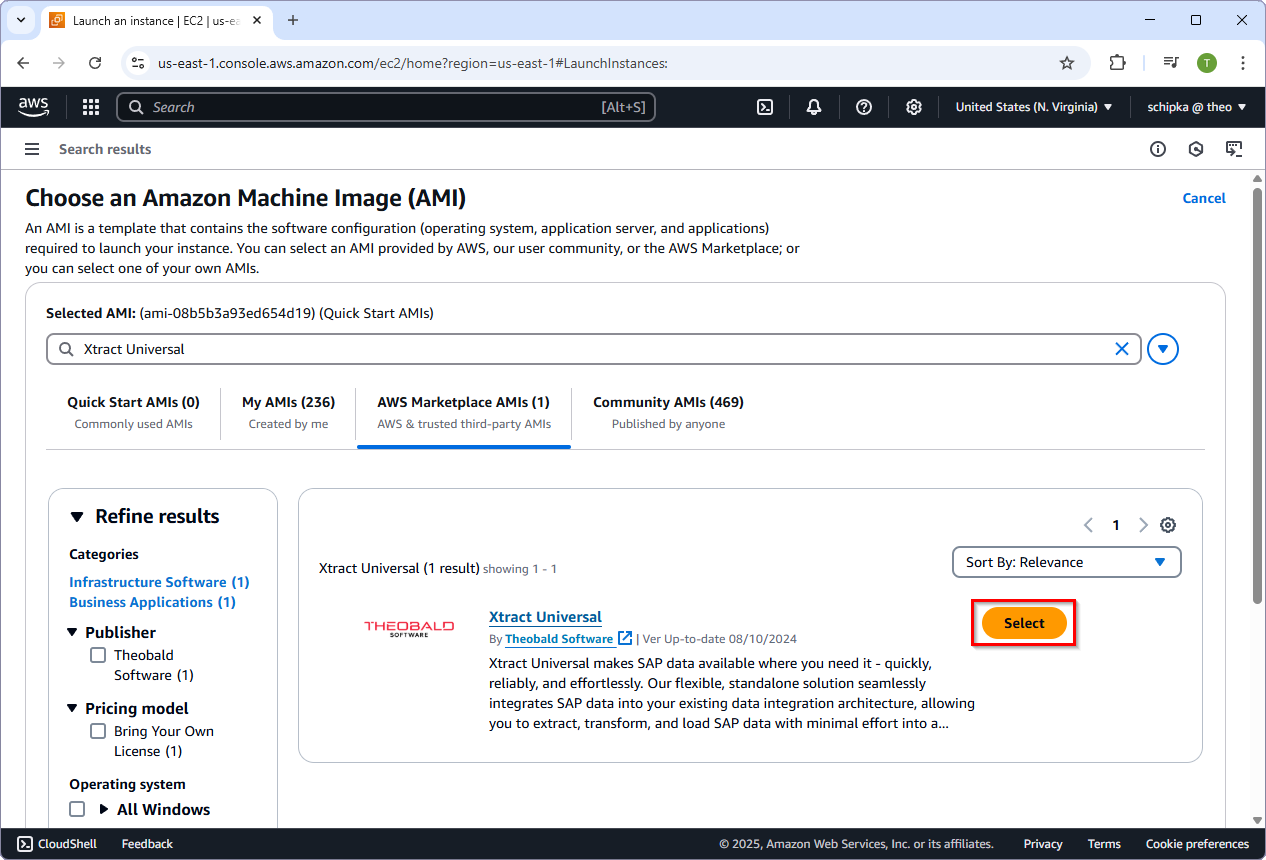 Launch an instance | EC2 | us-ea
us-east-1.console.aws.amazon.com/ec2/home?region=us-east-1#LaunchInstances:
T
aws
Search
[Alt+S]
United States (N. Virginia)
schipka @ theo
Search results
Choose an Amazon Machine Image (AMI)
Cancel
An AMI is a template that contains the software configuration (operating system, application server, and applications)
required to launch your instance. You can select an AMI provided by AWS, our user community, or the AWS Marketplace; or
you can select one of your own AMIs.
Selected AMI: (ami-08b5b3a93ed654d19) (Quick Start AMIs)
Xtract Universal
Quick Start AMIs (0)
Commonly used AMIs
My AMIs (236)
Created by me
AWS Marketplace AMIs (1)
AWS & trusted third-party AMIs
Community AMIs (469)
Published by anyone
Refine results
Categories
Infrastructure Software (1)
Business Applications (1)
Publisher
Theobald
Software (1)
Pricing model
Bring Your Own
License (1)
Operating system
All Windows
1
Xtract Universal (1 result) showing 1 - 1
Sort By: Relevance
THEOBALD
SOFTWARE
Xtract Universal
By Theobald Software | Ver Up-to-date 08/10/2024
Select
Xtract Universal makes SAP data available where you need it - quickly,
reliably, and effortlessly. Our flexible, standalone solution seamlessly
integrates SAP data into your existing data integration architecture, allowing
you to extract, transform, and load SAP data with minimal effort into a...
CloudShell
Feedback
© 2025, Amazon Web Services, Inc. or its affiliates.
Privacy
Terms
Cookie preferences